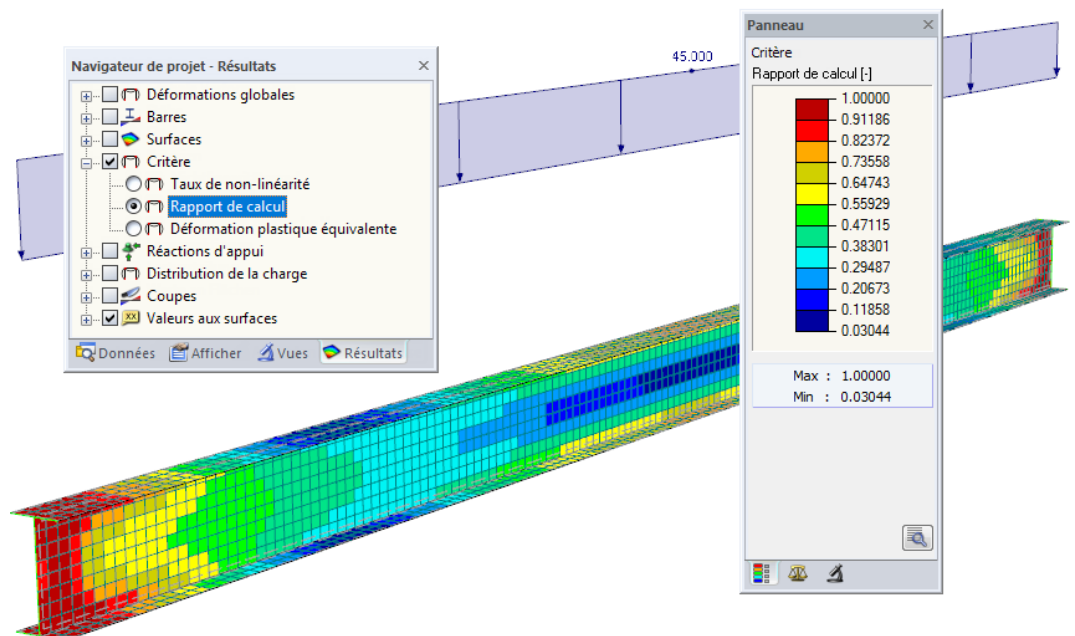 Navigateur de projet - Résultats
Déformations globales
Barres
Surfaces
Critère
Taux de non-linéarité
Rapport de calcul
Déformation plastique équivalente
Réactions d'appui
Distribution de la charge
Coupes
XX Valeurs aux surfaces
Données Afficher Vues Résultats
45.000
Panneau
Critère
Rapport de calcul [-]
1.00000
0.91186
0.82372
0.73558
0.64743
0.55929
0.47115
0.38301
0.29487
0.20673
0.11858
0.03044
Max : 1.00000
Min : 0.03044